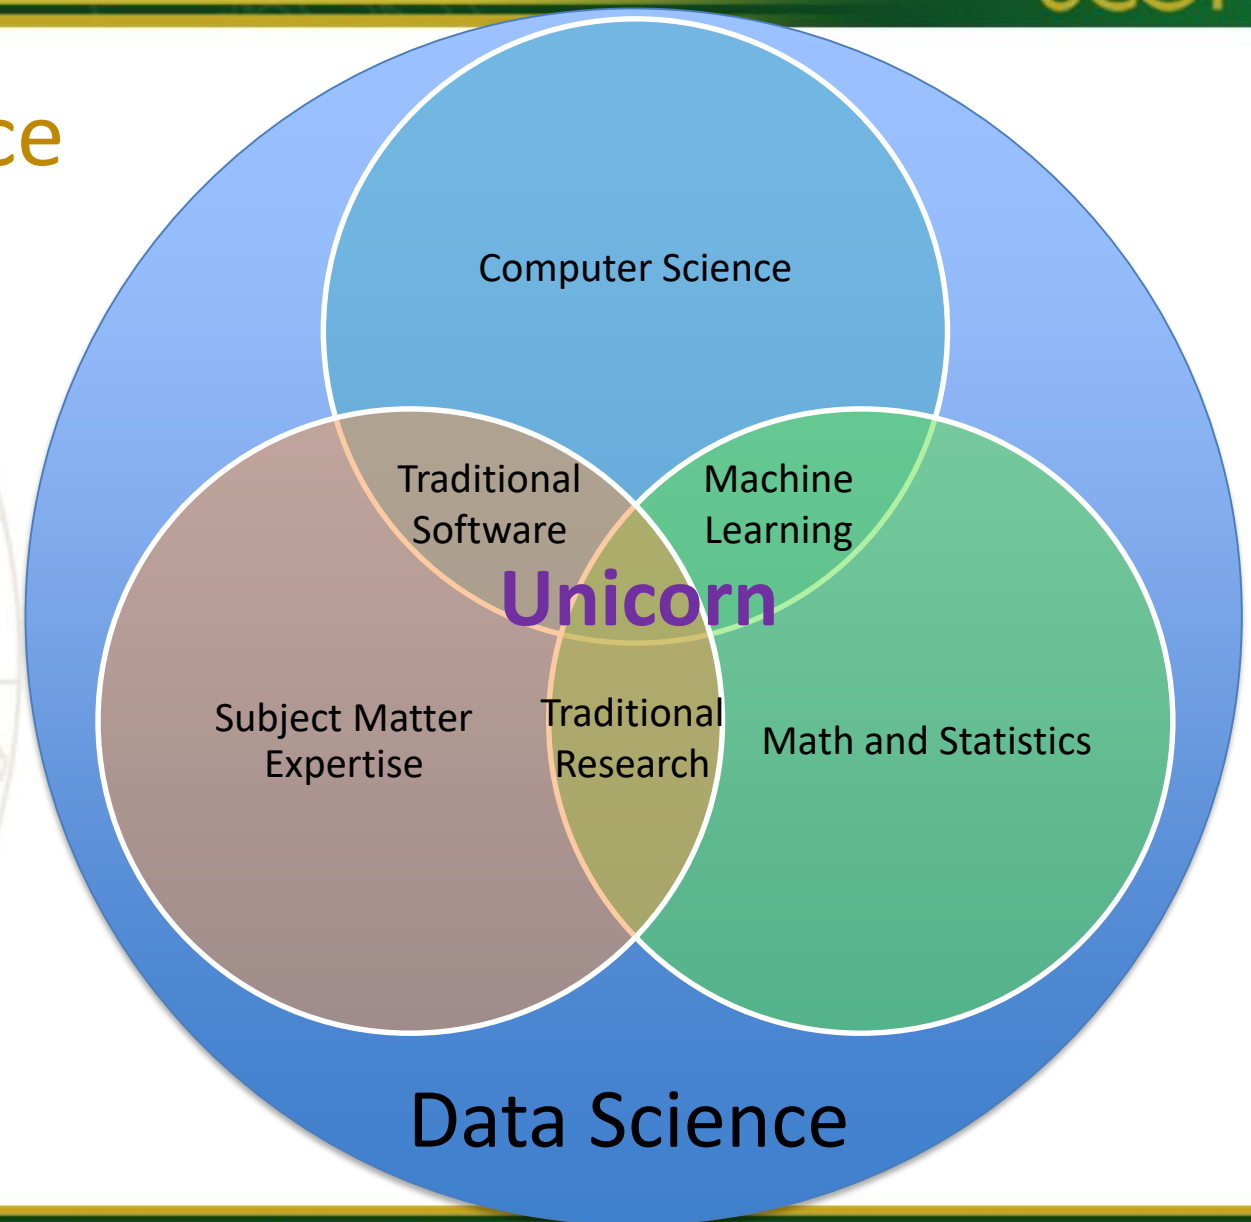 ce
Computer Science
Traditional
Software
Machine
Learning
Unicorn
Subject Matter
Expertise
Traditional
Research
Math and Statistics
Data Science